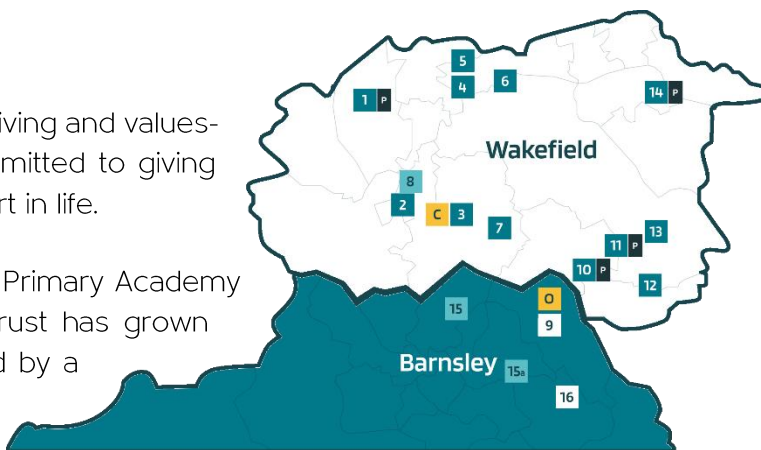 iving and values-
mitted to giving
rt in life.
Primary Academy
rust has grown
d by a
5
4
6
1 P
14 P
Wakefield
8
2
C 3
7
13
11 P
10 P
12
O
15
9
Barnsley
15a
16